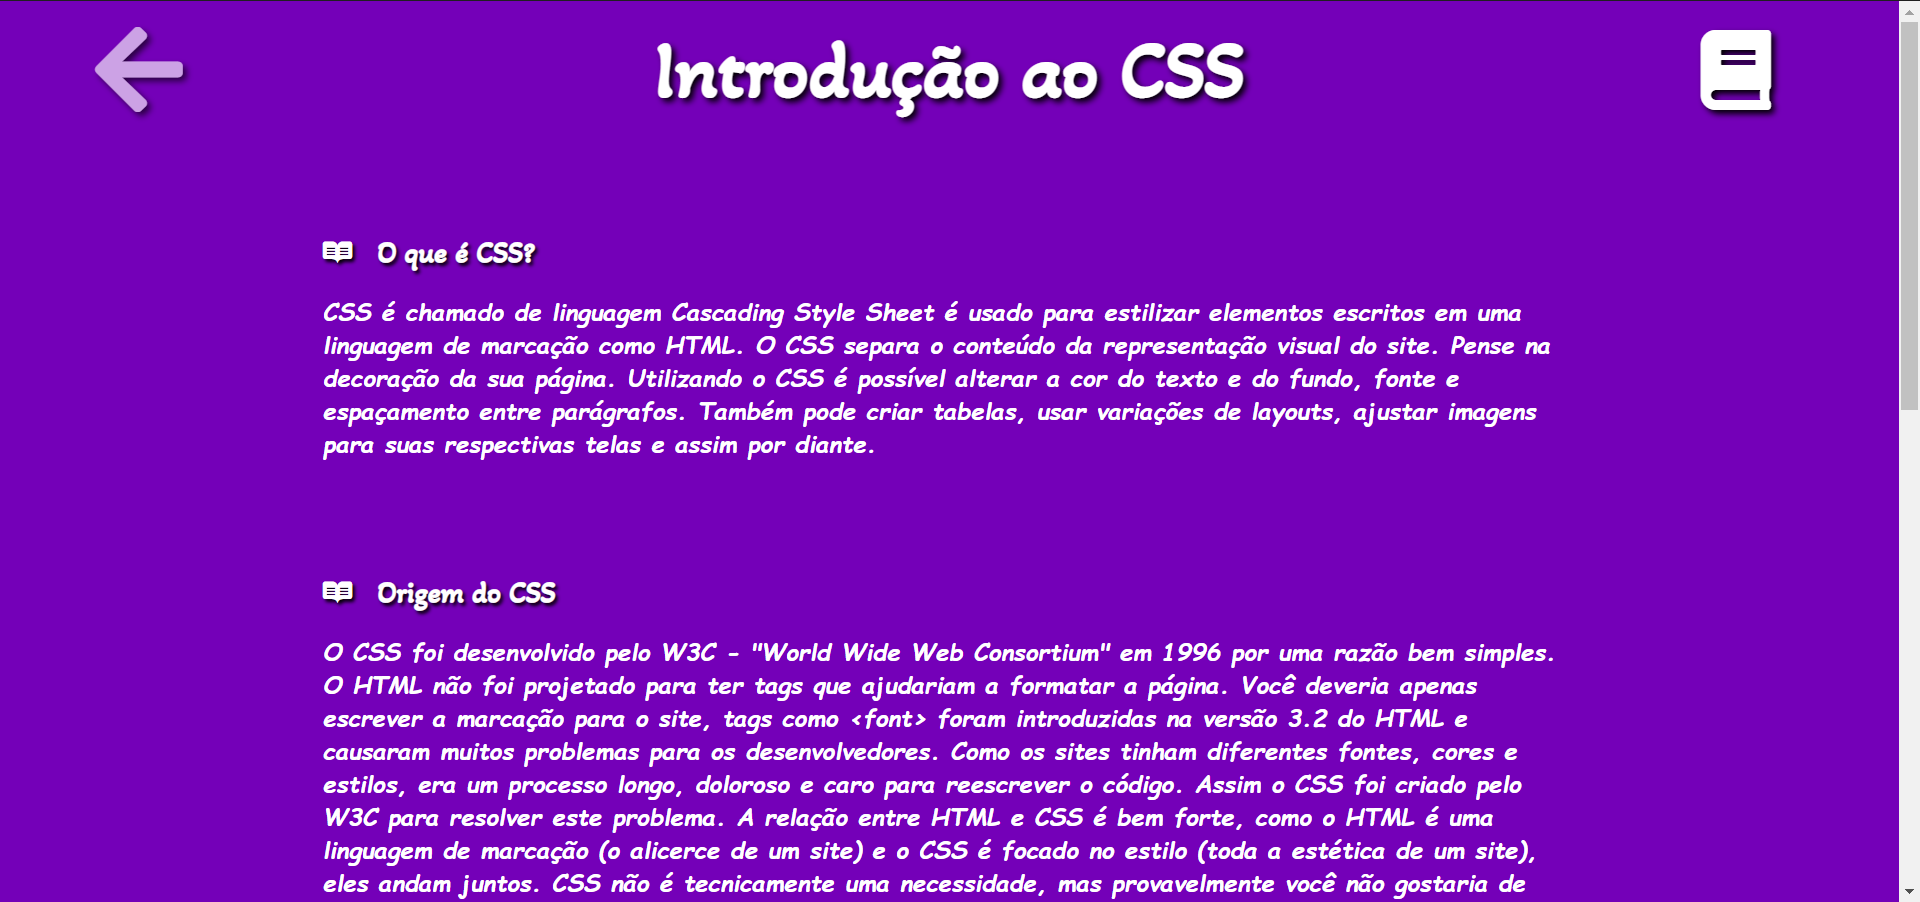 Introdução ao CSS
O que é CSS?
CSS é chamado de linguagem Cascading Style Sheet é usado para estilizar elementos escritos em uma
linguagem de marcação como HTML. O CSS separa o conteúdo da representação visual do site. Pense na
decoração da sua página. Utilizando o CSS é possível alterar a cor do texto e do fundo, fonte e
espaçamento entre parágrafos. Também pode criar tabelas, usar variações de layouts, ajustar imagens
para suas respectivas telas e assim por diante.
Origem do CSS
O CSS foi desenvolvido pelo W3C - "World Wide Web Consortium" em 1996 por uma razão bem simples.
O HTML não foi projetado para ter tags que ajudariam a formatar a página. Você deveria apenas
escrever a marcação para o site, tags como <font> foram introduzidas na versão 3.2 do HTML e
causaram muitos problemas para os desenvolvedores. Como os sites tinham diferentes fontes, cores e
estilos, era um processo longo, doloroso e caro para reescrever o código. Assim o CSS foi criado pelo
W3C para resolver este problema. A relação entre HTML e CSS é bem forte, como o HTML é uma
linguagem de marcação (o alicerce de um site) e o CSS é focado no estilo (toda a estética de um site),
eles andam juntos. CSS não é tecnicamente uma necessidade, mas provavelmente você não gostaria de